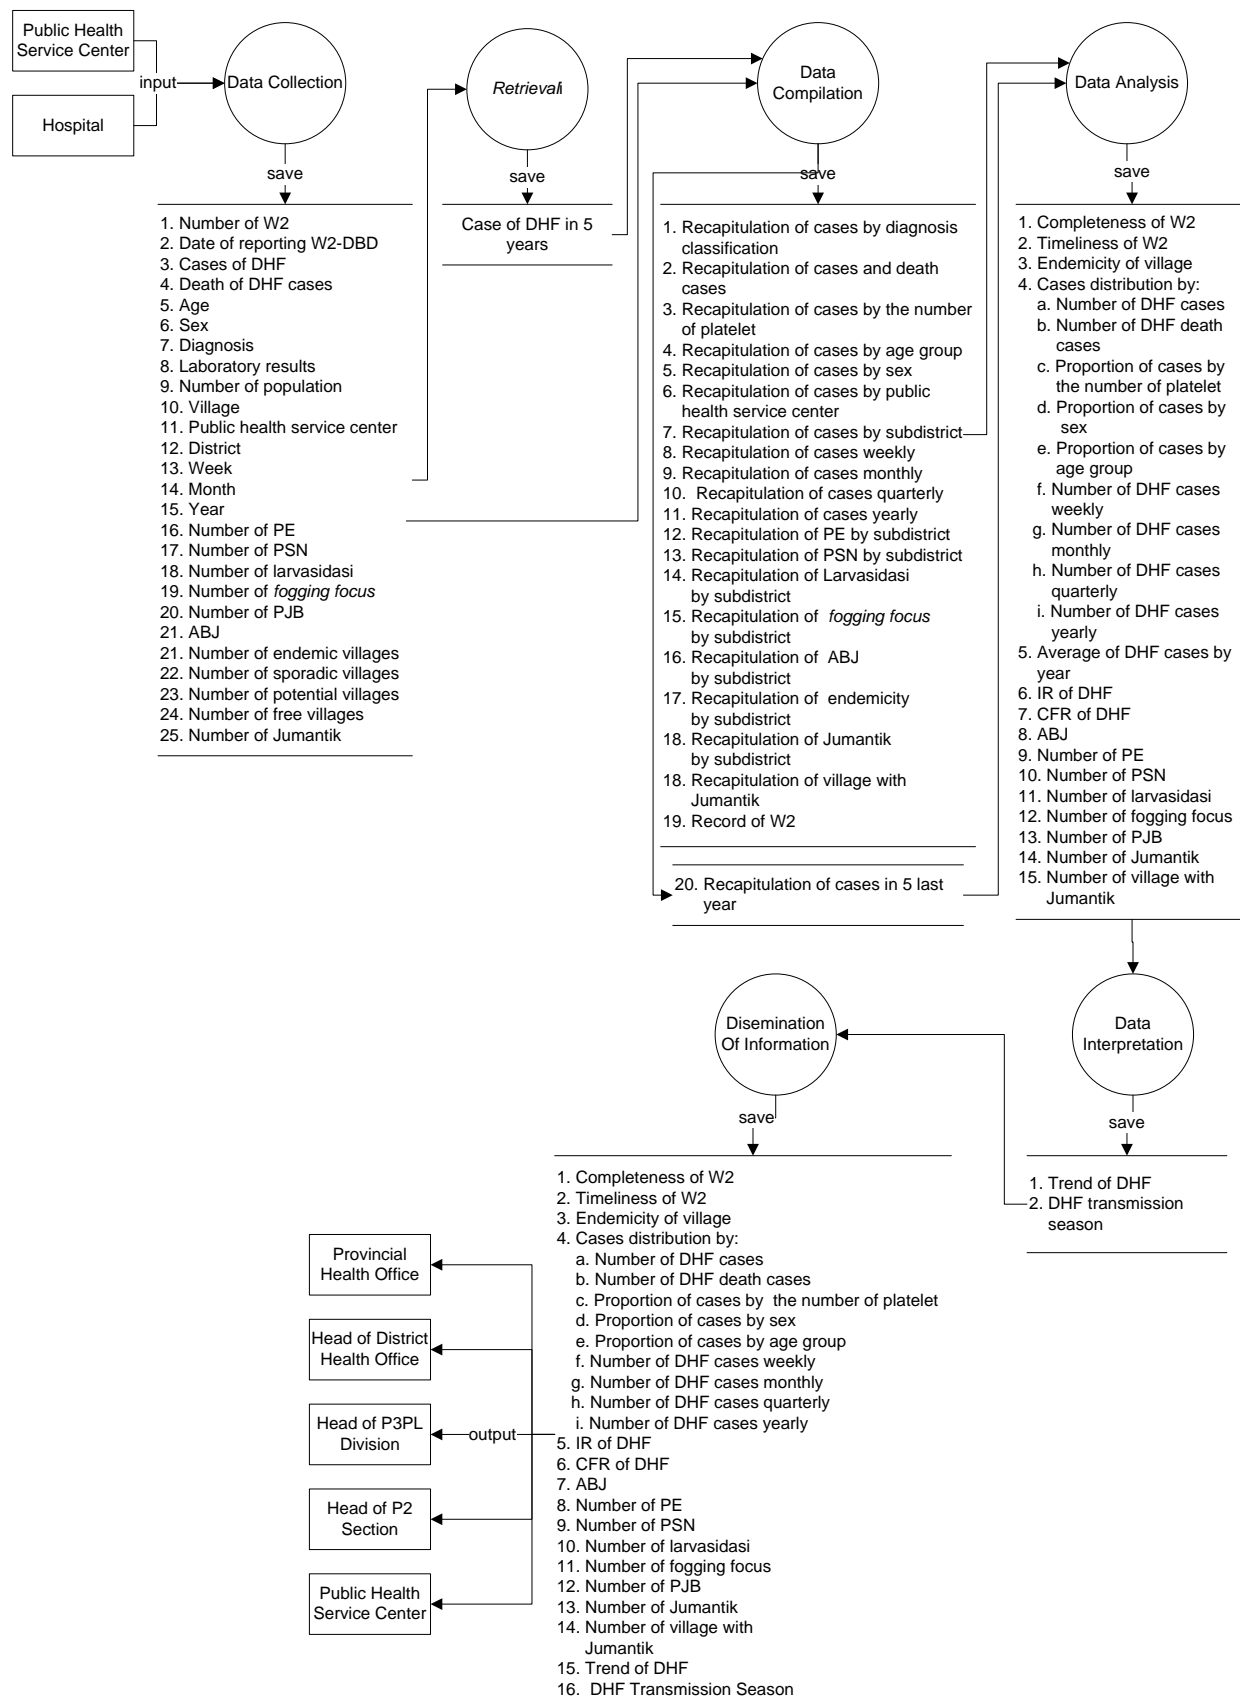 Public Health
Service Center
Hospital
input
Data Collection
save
1. Number of W2
2. Date of reporting W2-DBD
3. Cases of DHF
4. Death of DHF cases
5. Age
6. Sex
7. Diagnosis
8. Laboratory results
9. Number of population
10. Village
11. Public health service center
12. District
13. Week
14. Month
15. Year
16. Number of PE
17. Number of PSN
18. Number of larvasidasi
19. Number of fogging focus
20. Number of PJB
21. ABJ
21. Number of endemic villages
22. Number of sporadic villages
23. Number of potential villages
24. Number of free villages
25. Number of Jumantik
Retrieval
save
Case of DHF in 5
years
Data
Compilation
save
1. Recapitulation of cases by diagnosis
classification
2. Recapitulation of cases and death
cases
3. Recapitulation of cases by the number
of platelet
4. Recapitulation of cases by age group
5. Recapitulation of cases by sex
6. Recapitulation of cases by public
health service center
7. Recapitulation of cases by subdistrict
8. Recapitulation of cases weekly
9. Recapitulation of cases monthly
10. Recapitulation of cases quarterly
11. Recapitulation of cases yearly
12. Recapitulation of PE by subdistrict
13. Recapitulation of PSN by subdistrict
14. Recapitulation of Larvasidasi
by subdistrict
15. Recapitulation of fogging focus
by subdistrict
16. Recapitulation of ABJ
by subdistrict
17. Recapitulation of endemicity
by subdistrict
18. Recapitulation of Jumantik
by subdistrict
18. Recapitulation of village with
Jumantik
19. Record of W2
20. Recapitulation of cases in 5 last
year
Data Analysis
save
1. Completeness of W2
2. Timeliness of W2
3. Endemicity of village
4. Cases distribution by:
a. Number of DHF cases
b. Number of DHF death
cases
c. Proportion of cases by
the number of platelet
d. Proportion of cases by
sex
e. Proportion of cases by
age group
f. Number of DHF cases
weekly
g. Number of DHF cases
monthly
h. Number of DHF cases
quarterly
i. Number of DHF cases
yearly
5. Average of DHF cases by
year
6. IR of DHF
7. CFR of DHF
8. ABJ
9. Number of PE
10. Number of PSN
11. Number of larvasidasi
12. Number of fogging focus
13. Number of PJB
14. Number of Jumantik
15. Number of village with
Jumantik
Data
Interpretation
save
1. Trend of DHF
2. DHF transmission
season
Disemination
Of Information
save
1. Completeness of W2
2. Timeliness of W2
3. Endemicity of village
4. Cases distribution by:
a. Number of DHF cases
b. Number of DHF death cases
c. Proportion of cases by the number of platelet
d. Proportion of cases by sex
e. Proportion of cases by age group
f. Number of DHF cases weekly
g. Number of DHF cases monthly
h. Number of DHF cases quarterly
i. Number of DHF cases yearly
5. IR of DHF
6. CFR of DHF
7. ABJ
8. Number of PE
9. Number of PSN
10. Number of larvasidasi
11. Number of fogging focus
12. Number of PJB
13. Number of Jumantik
14. Number of village with
Jumantik
15. Trend of DHF
16. DHF Transmission Season
output
Provincial
Health Office
Head of District
Health Office
Head of P3PL
Division
Head of P2
Section
Public Health
Service Center